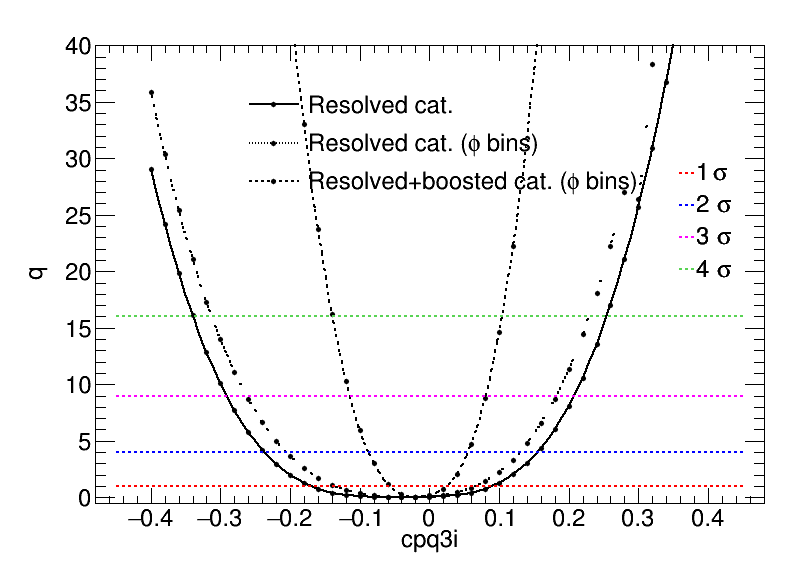 40
35
30
25
20
15
10
5
0
q
Resolved cat.
Resolved cat. (ϕ bins)
Resolved+boosted cat. (ϕ bins)
1 σ
2 σ
3 σ
4 σ
−0.4 −0.3 −0.2 −0.1 0 0.1 0.2 0.3 0.4
cpq3i